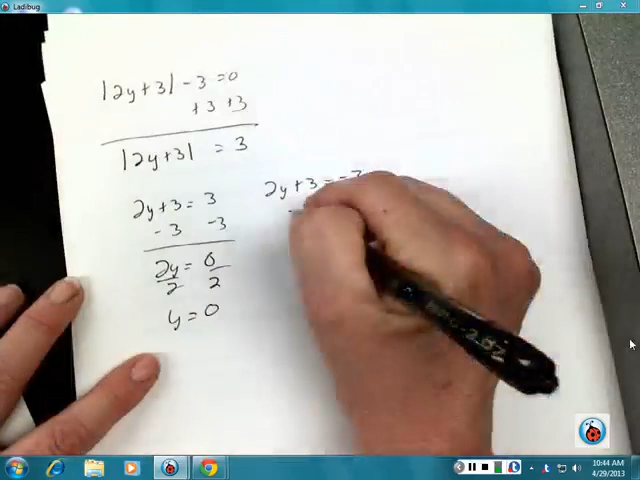 Ladibug
|2y+3| - 3 = 0
+3 +3
|2y+3| = 3
2y+3 = 3
-3 -3
2y = 0
2 2
y = 0
2y+3 = -3
10:44 AM
4/29/2013